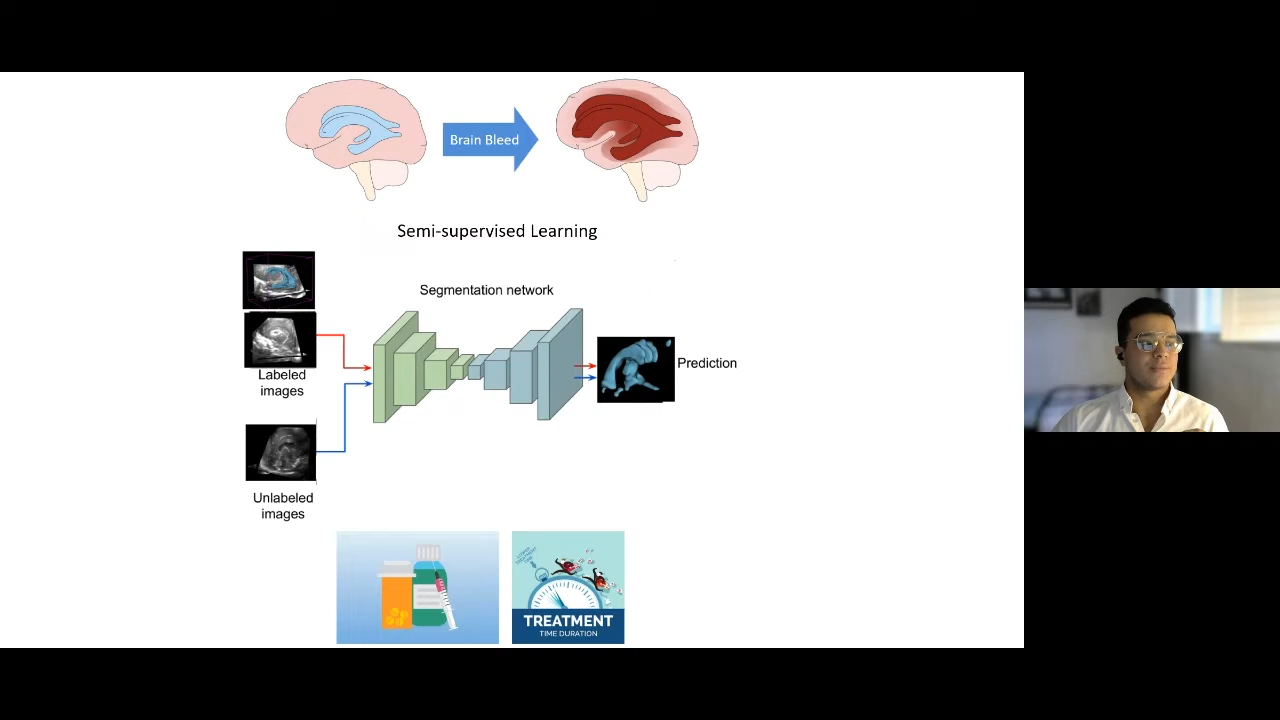 Brain Bleed
Semi-supervised Learning
Segmentation network
Labeled
images
Prediction
Unlabeled
images
TREATMENT
TIME DURATION